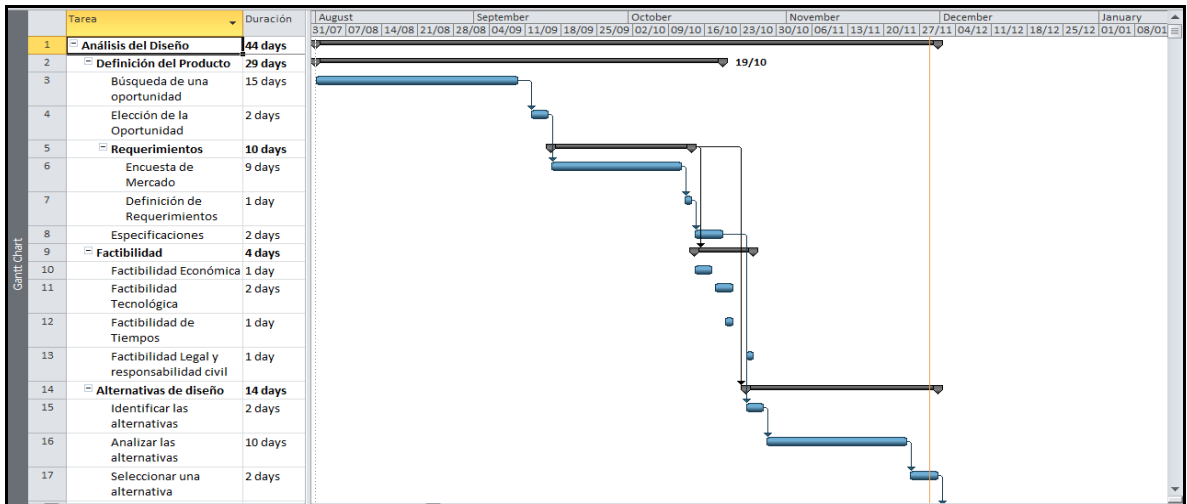 Tarea Duración August September October November December January
31/07 07/08 14/08 21/08 28/08 04/09 11/09 18/09 25/09 02/10 09/10 16/10 23/10 30/10 06/11 13/11 20/11 27/11 04/12 11/12 18/12 25/12 01/01 08/01
1 Análisis del Diseño 44 days
2 Definición del Producto 29 days 19/10
3 Búsqueda de una 15 days
oportunidad
4 Elección de la 2 days
Oportunidad
5 Requerimientos 10 days
6 Encuesta de 9 days
Mercado
7 Definición de 1 day
Requerimientos
8 Especificaciones 2 days
9 Factibilidad 4 days
10 Factibilidad Económica 1 day
11 Factibilidad 2 days
Tecnológica
12 Factibilidad de 1 day
Tiempos
13 Factibilidad Legal y 1 day
responsabilidad civil
14 Alternativas de diseño 14 days
15 Identificar las 2 days
alternativas
16 Analizar las 10 days
alternativas
17 Seleccionar una 2 days
alternativa
Gantt Chart